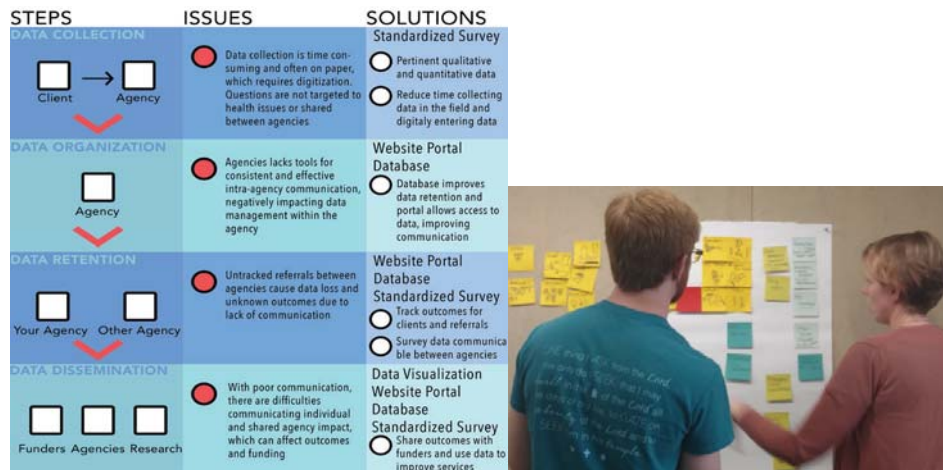 STEPS
ISSUES
SOLUTIONS
DATA COLLECTION
Client
Agency
Data collection is time con-
suming and often on paper,
which requires digitization.
Questions are not targeted to
health issues or shared
between agencies
Standardized Survey
Pertinent qualitative
and quantitative data
Reduce time collecting
data in the field and
digitaly entering data
DATA ORGANIZATION
Agency
Agencies lacks tools for
consistent and effective
intra-agency communication,
negatively impacting data
management within the
agency
Website Portal
Database
Database improves
data retention and
portal allows access to
data, improving
communication
DATA RETENTION
Your Agency
Other Agency
Untracked referrals between
agencies cause data loss and
unknown outcomes due to
lack of communication
Website Portal
Database
Standardized Survey
Track outcomes for
clients and referrals
Survey data communica
ble between agencies
DATA DISSEMINATION
Funders
Agencies
Research
With poor communication,
there are difficulties
communicating individual
and shared agency impact,
which can affect outcomes
and funding
Data Visualization
Website Portal
Database
Standardized Survey
Share outcomes with
funders and use data to
improve services
from the Lord